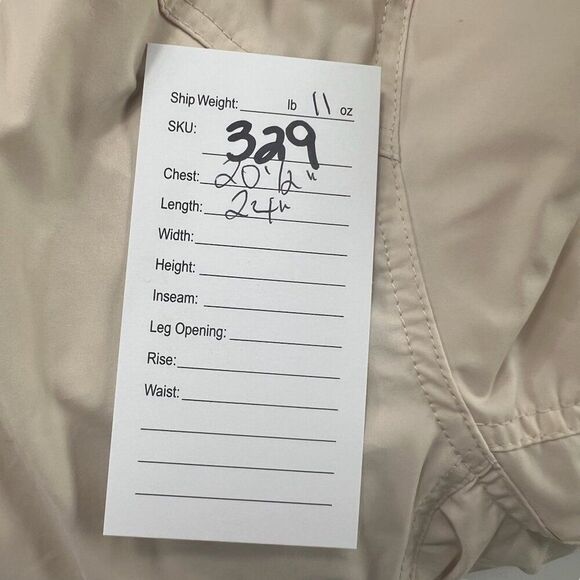 Ship Weight: lb 11 oz
SKU: 329
Chest: 20 1/2"
Length: 24"
Width:
Height:
Inseam:
Leg Opening:
Rise:
Waist: